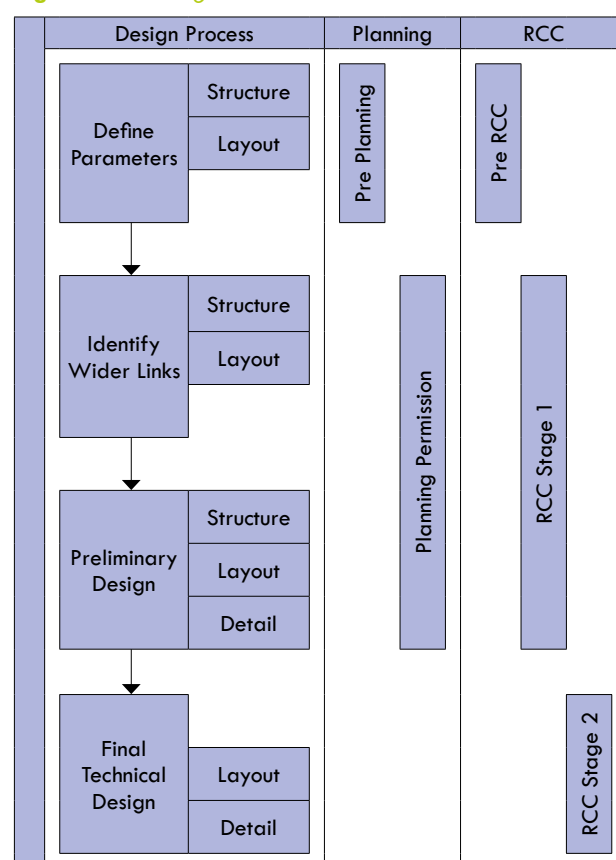 Design Process
Planning
RCC
Define
Parameters
Structure
Layout
Pre Planning
Pre RCC
Identify
Wider Links
Structure
Layout
Planning Permission
RCC Stage 1
Preliminary
Design
Structure
Layout
Detail
Final
Technical
Design
Layout
Detail
RCC Stage 2